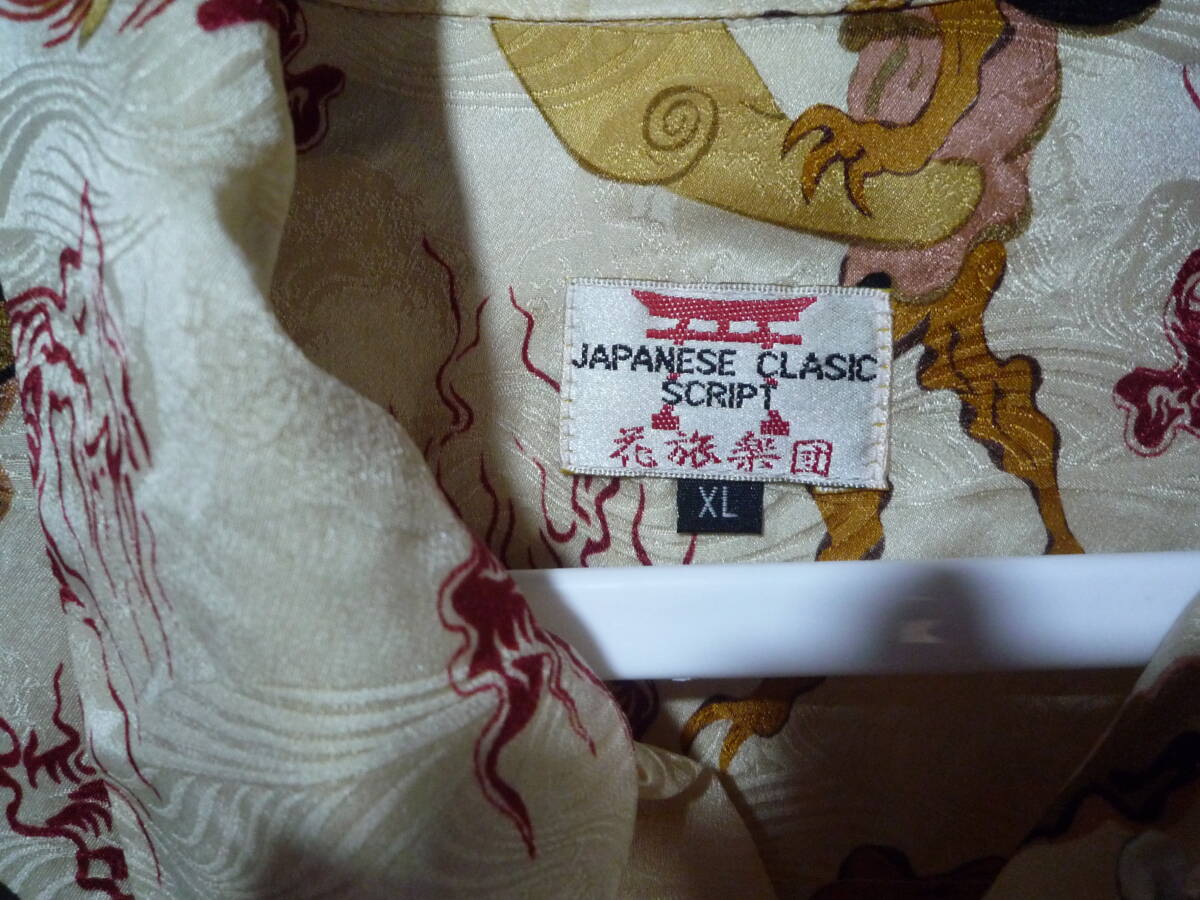 JAPANESE CLASIC
SCRIPT
花旅楽団
XL